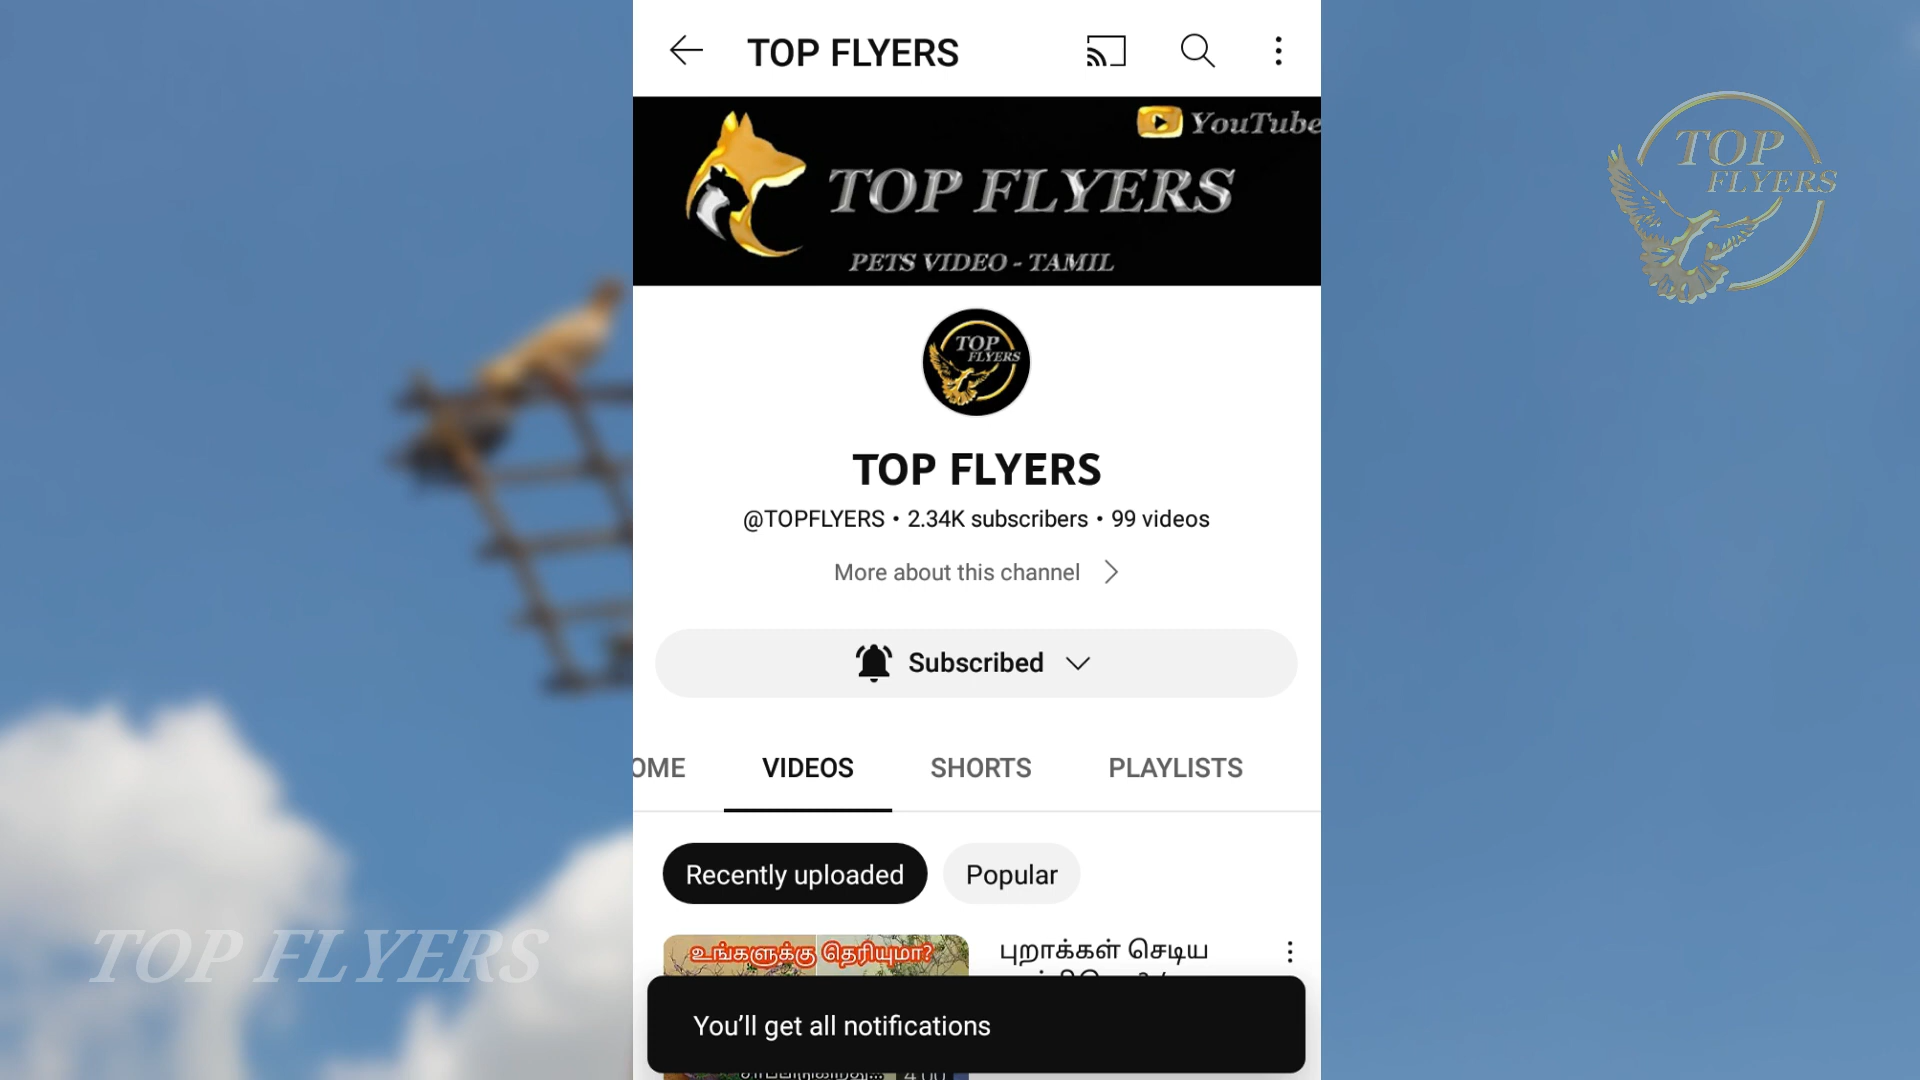 TOP FLYERS
YouTube
TOP FLYERS
PETS VIDEO - TAMIL
TOP
FLYERS
TOP
FLYERS
TOP FLYERS
@TOPFLYERS • 2.34K subscribers • 99 videos
More about this channel
Subscribed
OME VIDEOS SHORTS PLAYLISTS
Recently uploaded Popular
உங்களுக்கு தெரியுமா?
புறாக்கள் செடிய
You’ll get all notifications
TOP FLYERS